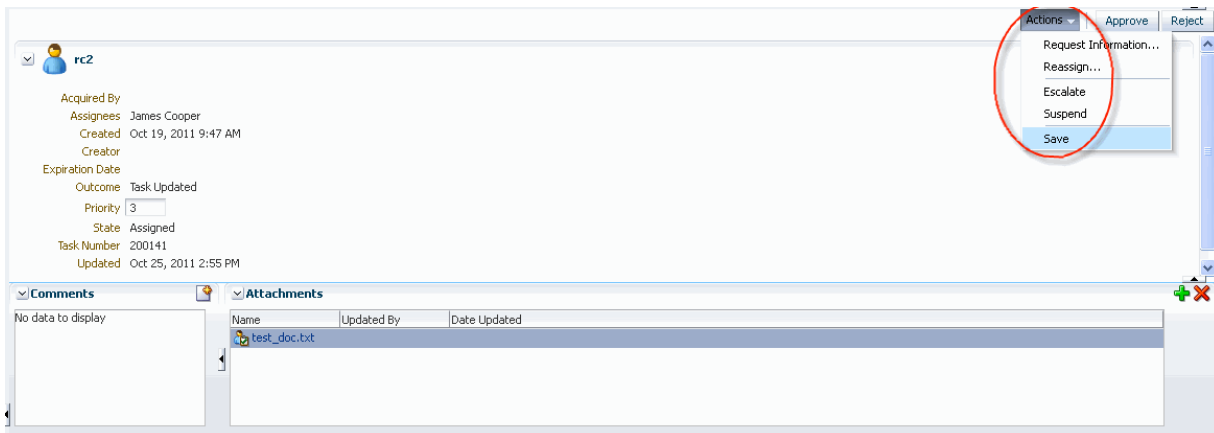 Actions Approve Reject
Request Information...
Reassign...
Escalate
Suspend
Save
rc2
Acquired By
Assignees James Cooper
Created Oct 19, 2011 9:47 AM
Creator
Expiration Date
Outcome Task Updated
Priority 3
State Assigned
Task Number 200141
Updated Oct 25, 2011 2:55 PM
Comments
No data to display
Attachments
Name Updated By Date Updated
test_doc.txt